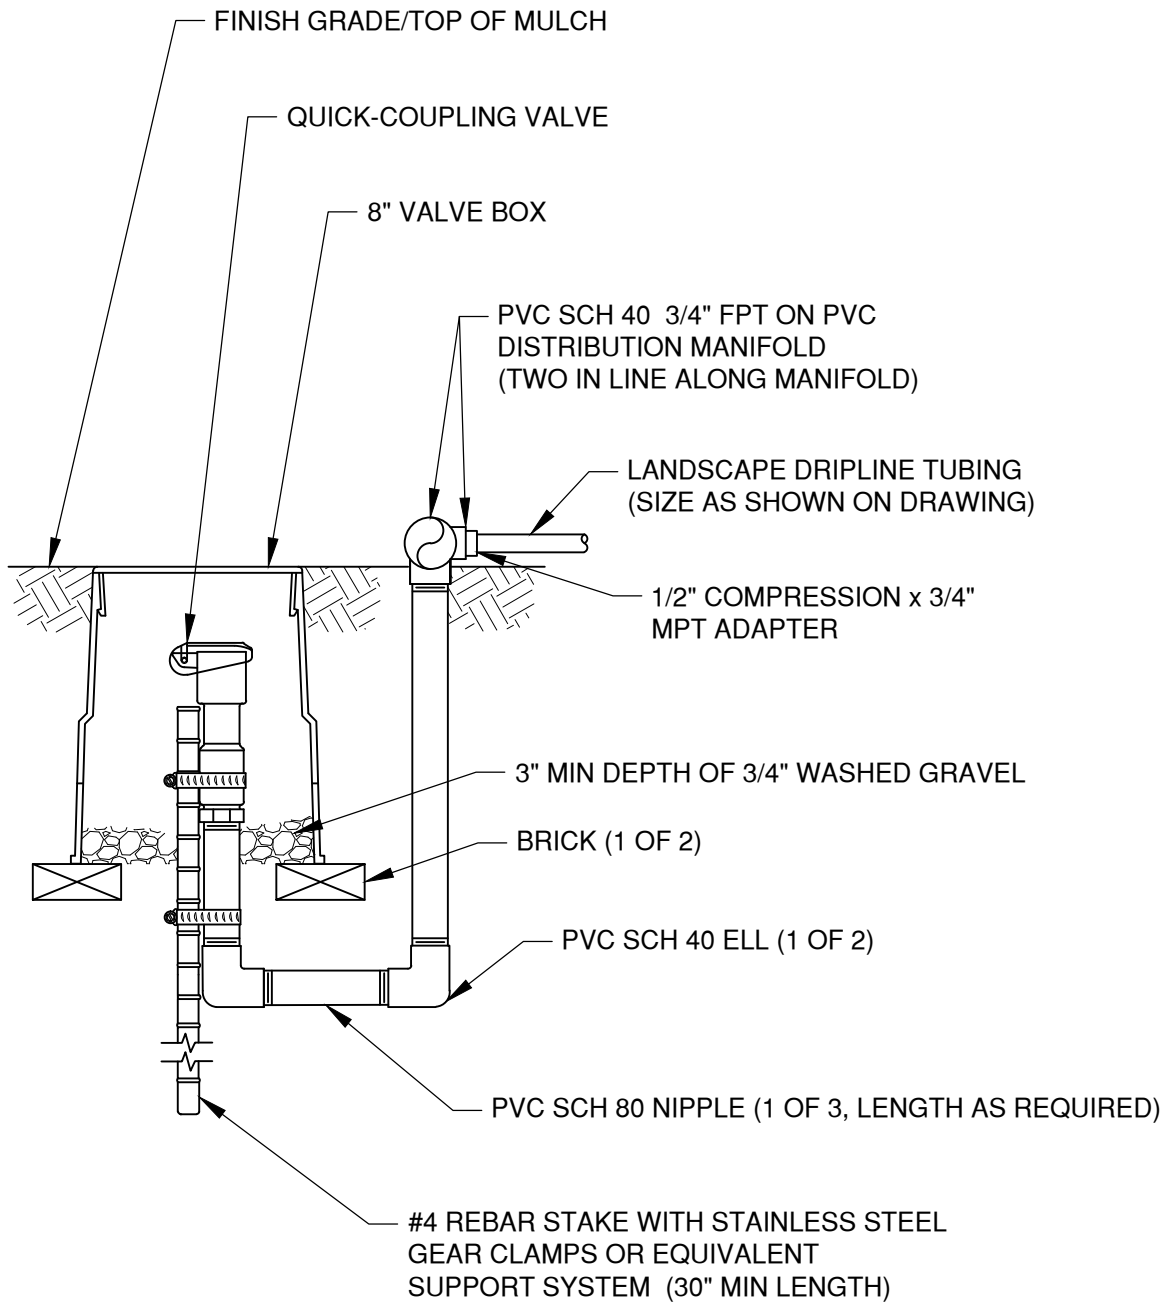 FINISH GRADE/TOP OF MULCH
QUICK-COUPLING VALVE
8" VALVE BOX
PVC SCH 40  3/4" FPT ON PVC
DISTRIBUTION MANIFOLD
(TWO IN LINE ALONG MANIFOLD)
LANDSCAPE DRIPLINE TUBING
(SIZE AS SHOWN ON DRAWING)
1/2" COMPRESSION x 3/4"
MPT ADAPTER
3" MIN DEPTH OF 3/4" WASHED GRAVEL
BRICK (1 OF 2)
PVC SCH 40 ELL (1 OF 2)
PVC SCH 80 NIPPLE (1 OF 3, LENGTH AS REQUIRED)
#4 REBAR STAKE WITH STAINLESS STEEL
GEAR CLAMPS OR EQUIVALENT
SUPPORT SYSTEM  (30" MIN LENGTH)